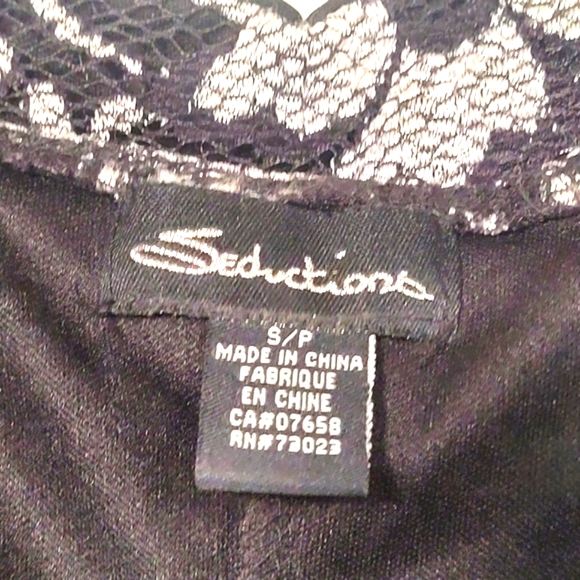 Seductions
S/P
MADE IN CHINA
FABRIQUE
EN CHINE
CA#07658
RN#73023